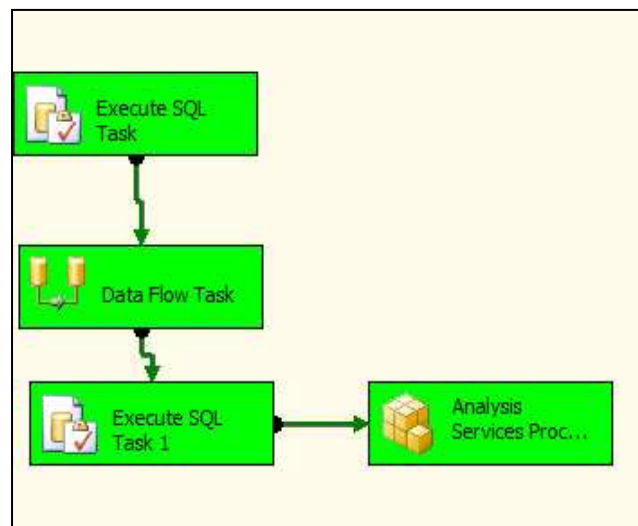 Execute SQL
Task
Data Flow Task
Execute SQL
Task 1
Analysis
Services Proc...